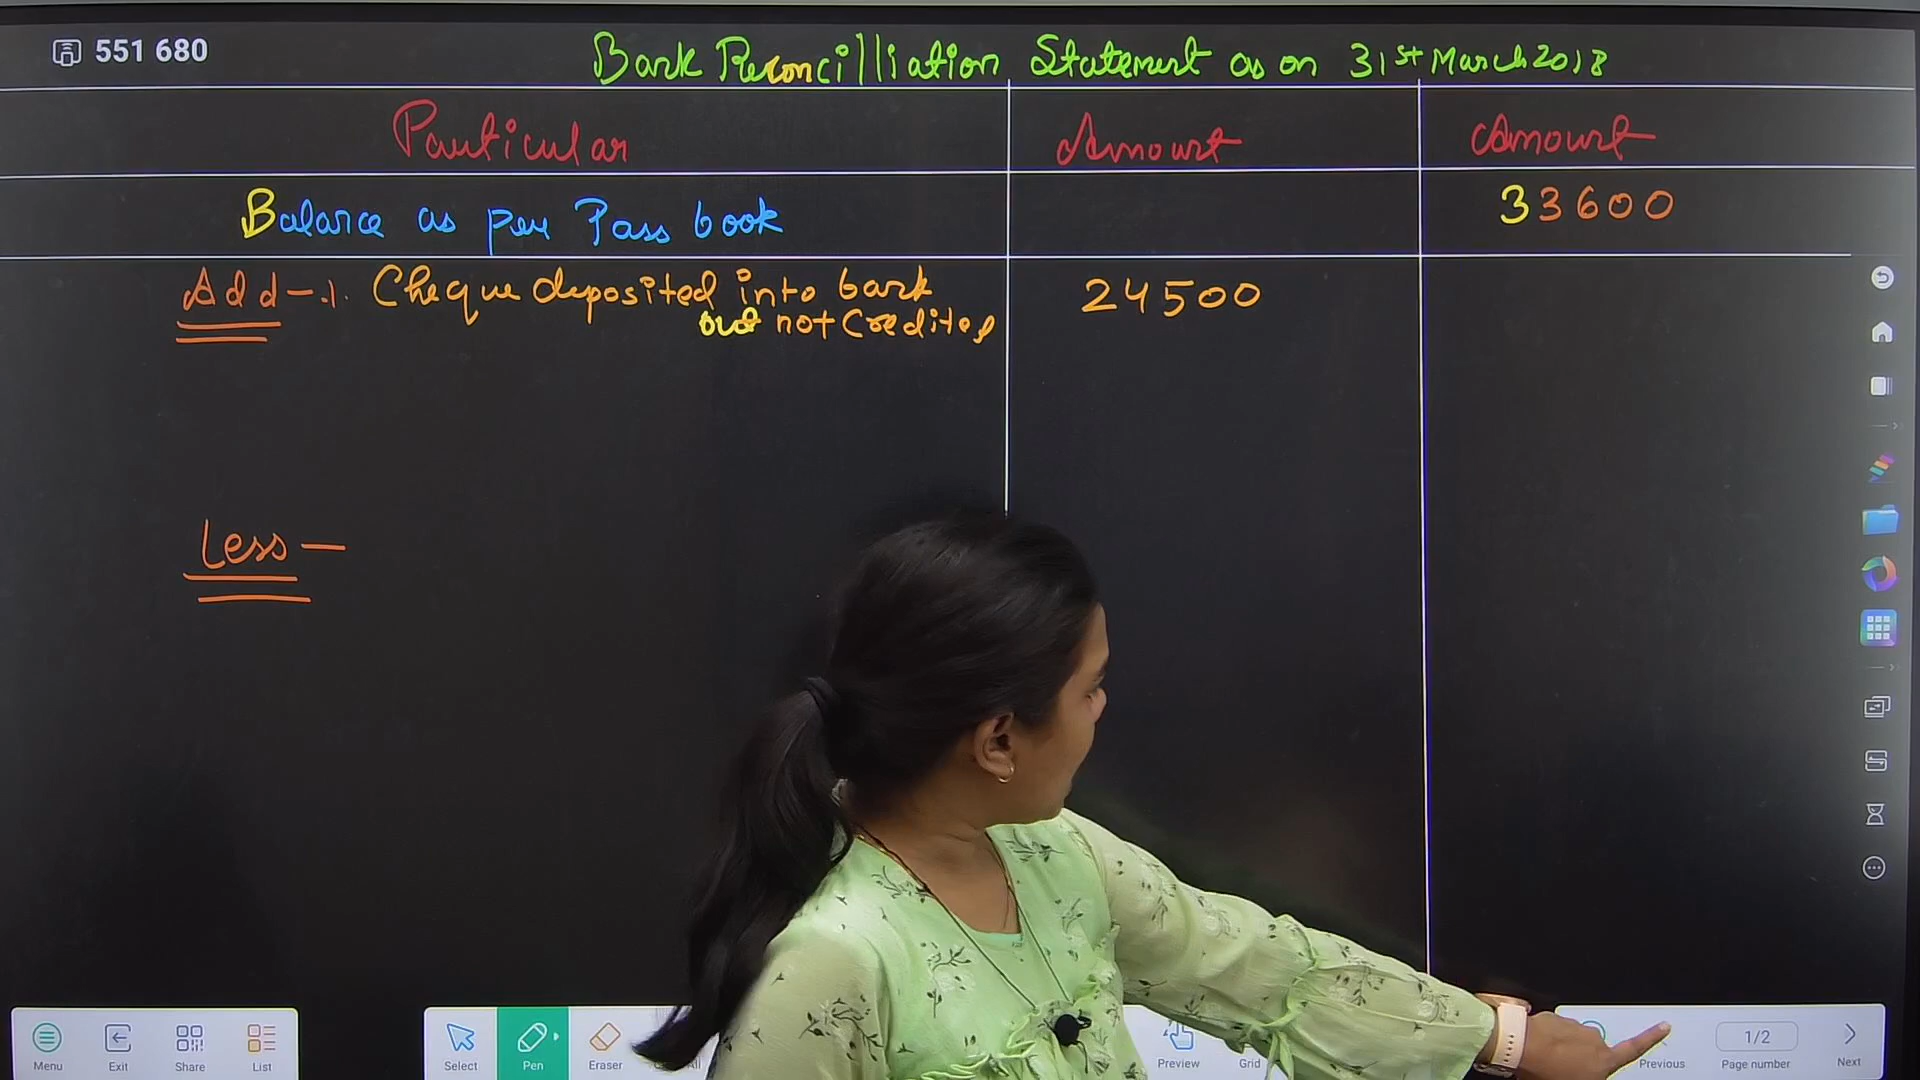 551 680
Bank Reconcilliation Statement as on 31st March 2018
Particular Amount Amount
Balance as per Pass book 33600
Add - 1. Cheque deposited into bank 24500
but not Credited
Less -
Menu Exit Share List Select Pen Eraser Preview Grid Previous 1/2 Page number Next